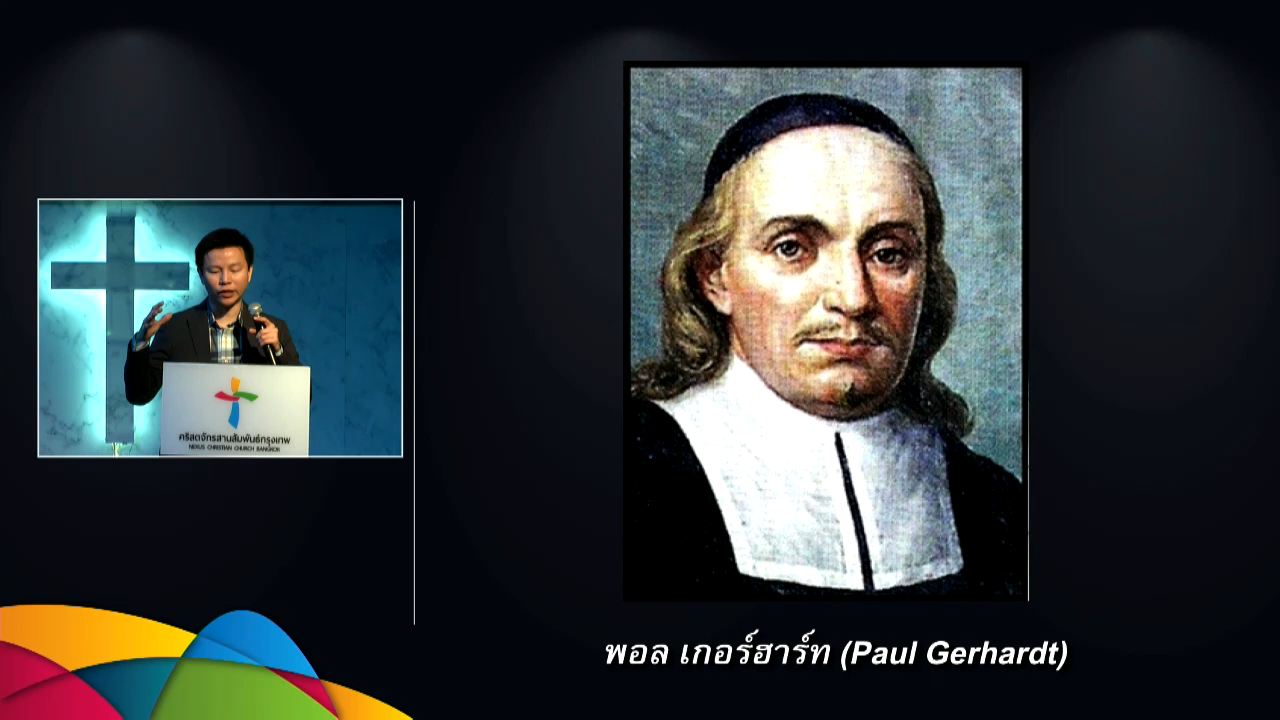 คริสตจักรสานสัมพันธ์กรุงเทพ
NEXUS CHRISTIAN CHURCH BANGKOK
พอล เกอร์ฮาร์ท (Paul Gerhardt)